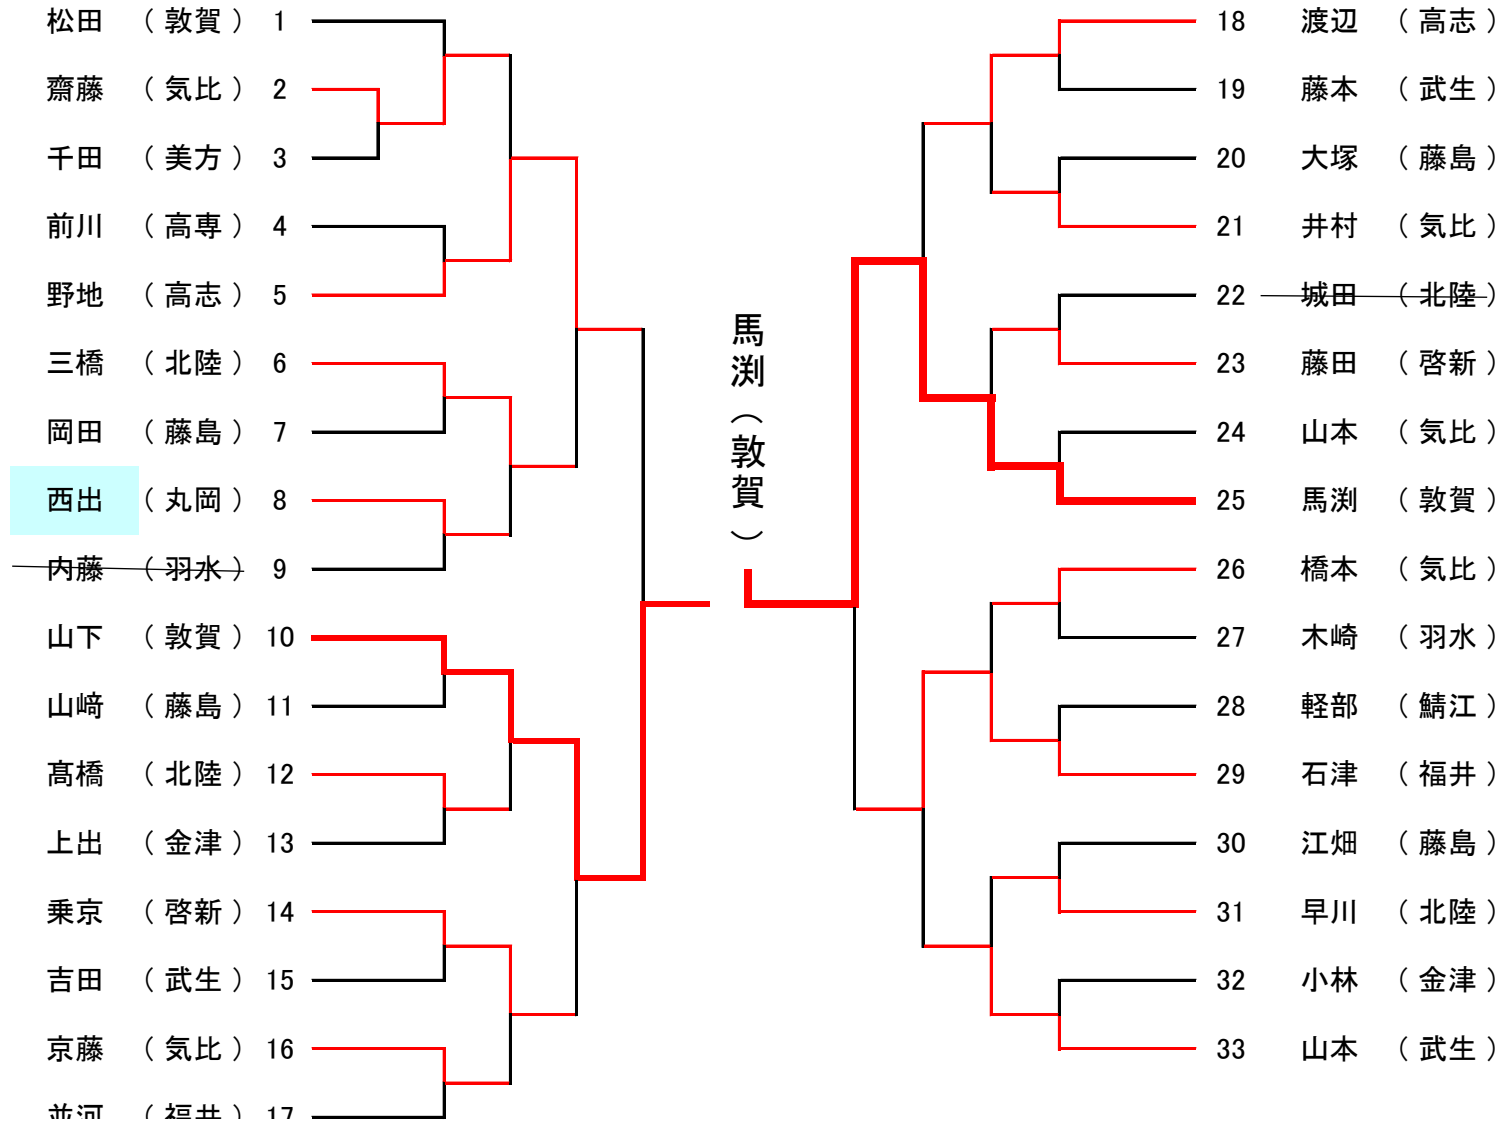 松田 （ 敦賀 ） 1
齋藤 （ 気比 ） 2
千田 （ 美方 ） 3
前川 （ 高専 ） 4
野地 （ 高志 ） 5
三橋 （ 北陸 ） 6
岡田 （ 藤島 ） 7
西出 （ 丸岡 ） 8
内藤 （ 羽水 ） 9
山下 （ 敦賀 ） 10
山﨑 （ 藤島 ） 11
髙橋 （ 北陸 ） 12
上出 （ 金津 ） 13
乗京 （ 啓新 ） 14
吉田 （ 武生 ） 15
京藤 （ 気比 ） 16
並河 （ 福井 ） 17
馬渕（敦賀）
18 渡辺 （ 高志 ）
19 藤本 （ 武生 ）
20 大塚 （ 藤島 ）
21 井村 （ 気比 ）
22 城田 （ 北陸 ）
23 藤田 （ 啓新 ）
24 山本 （ 気比 ）
25 馬渕 （ 敦賀 ）
26 橋本 （ 気比 ）
27 木崎 （ 羽水 ）
28 軽部 （ 鯖江 ）
29 石津 （ 福井 ）
30 江畑 （ 藤島 ）
31 早川 （ 北陸 ）
32 小林 （ 金津 ）
33 山本 （ 武生 ）